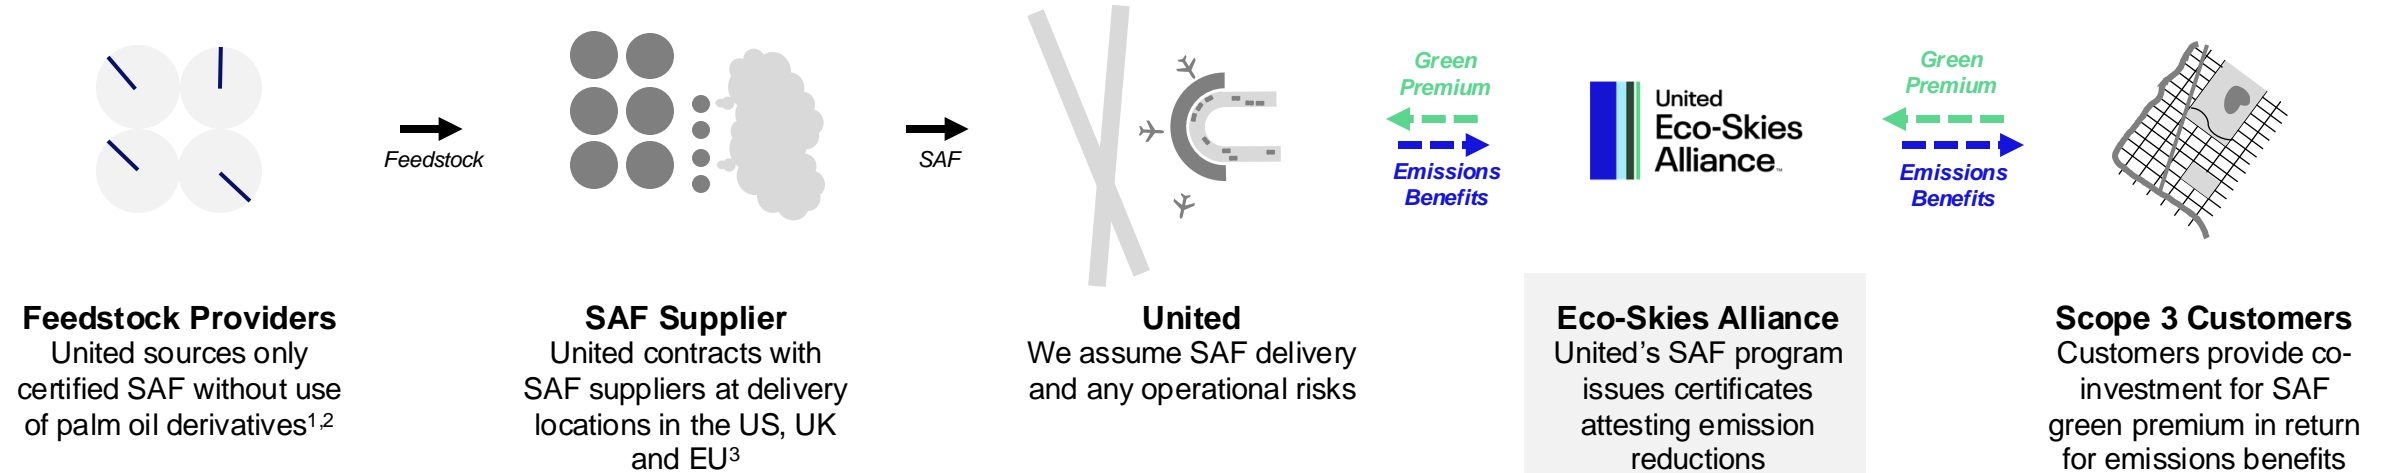 Feedstock
SAF
Green
Premium
Emissions
Benefits
United
Eco-Skies
Alliance™
Green
Premium
Emissions
Benefits
Feedstock Providers
United sources only
certified SAF without use
of palm oil derivatives1,2
SAF Supplier
United contracts with
SAF suppliers at delivery
locations in the US, UK
and EU3
United
We assume SAF delivery
and any operational risks
Eco-Skies Alliance
United’s SAF program
issues certificates
attesting emission
reductions
Scope 3 Customers
Customers provide co-
investment for SAF
green premium in return
for emissions benefits